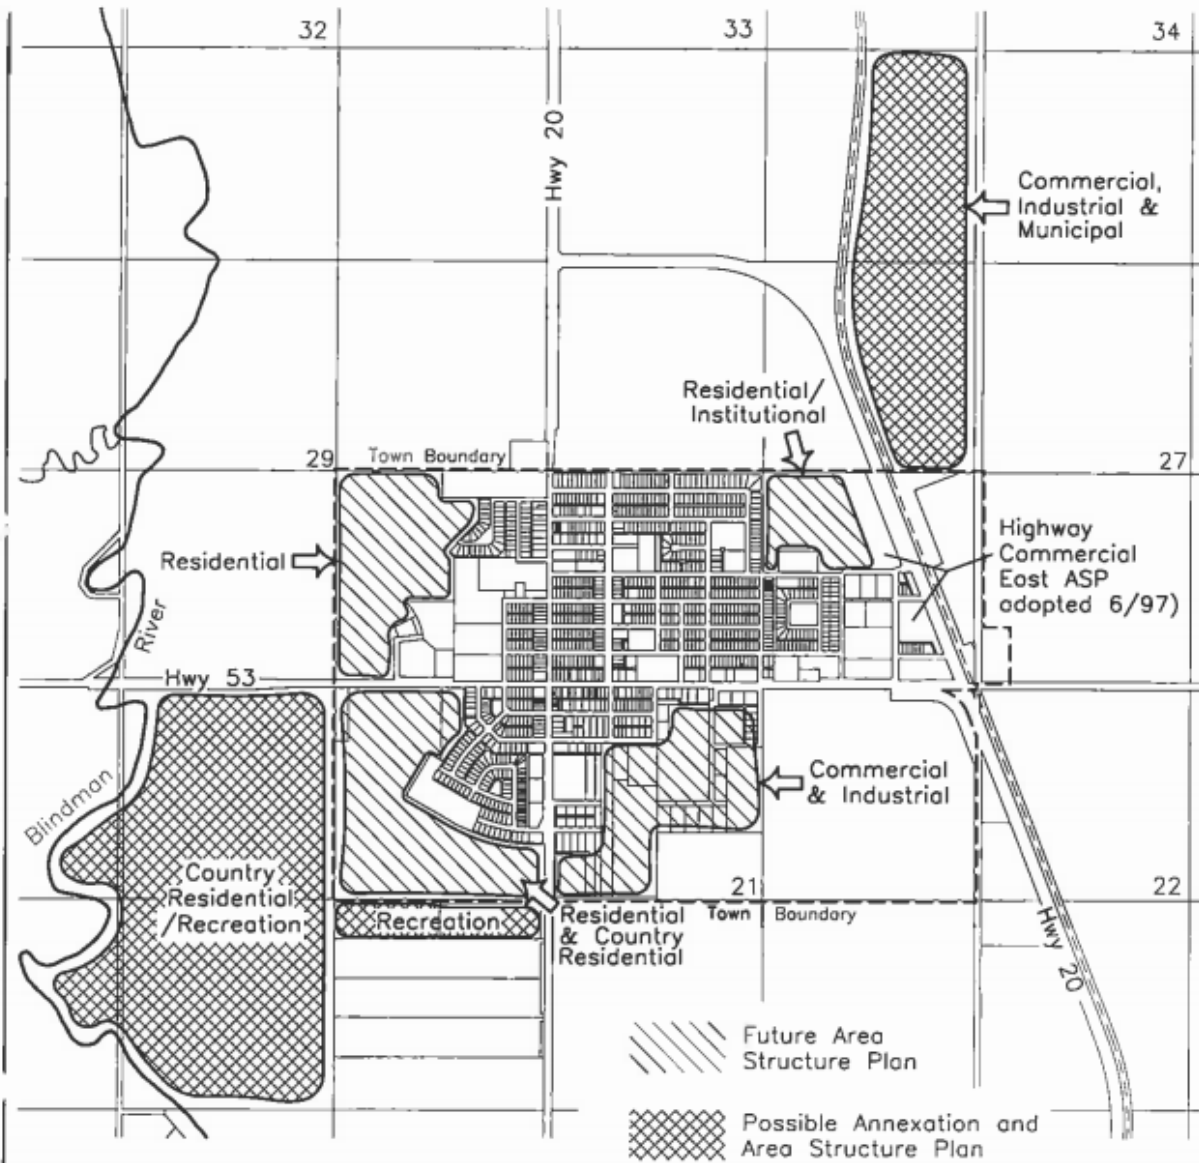 32
33
34
Hwy 20
Commercial,
Industrial &
Municipal
Residential/
Institutional
29
Town Boundary
27
Residential
Highway
Commercial
East ASP
adopted 6/97)
River
Hwy 53
Blindman
Commercial
& Industrial
Country
Residential
/Recreation
Recreation
Residential
& Country
Residential
21
Town Boundary
22
Hwy 20
Future Area
Structure Plan
Possible Annexation and
Area Structure Plan